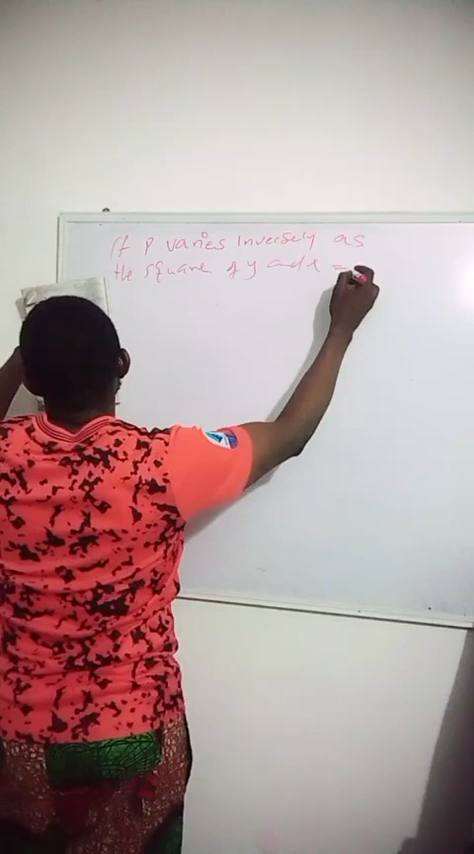 If P varies inversely as
the square of y and x =